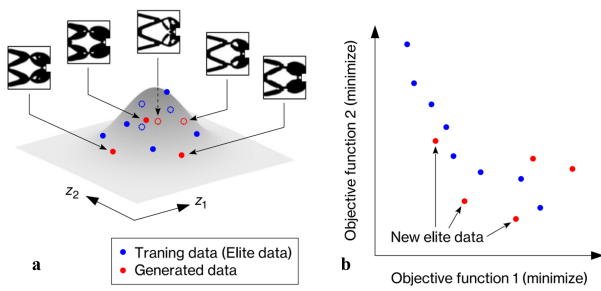 z2
z1
Traning data (Elite data)
Generated data
a
Objective function 2 (minimize)
New elite data
Objective function 1 (minimize)
b